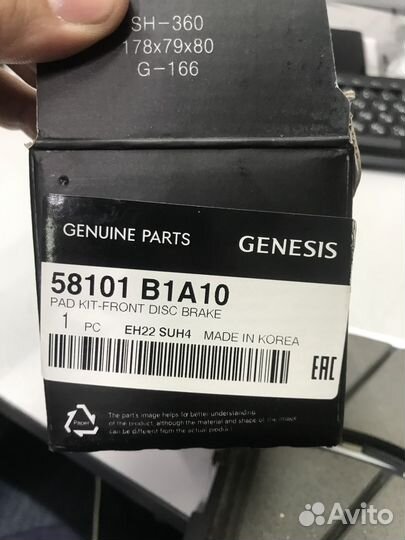 SH-360
178x79x80
G-166
GENUINE PARTS
GENESIS
58101 B1A10
PAD KIT-FRONT DISC BRAKE
1 PC EH22 SUH4 MADE IN KOREA
EAC
Paper
The part's image helps for better understanding
of the product, although the material and shape of the image
can be different from the actual product
Avito